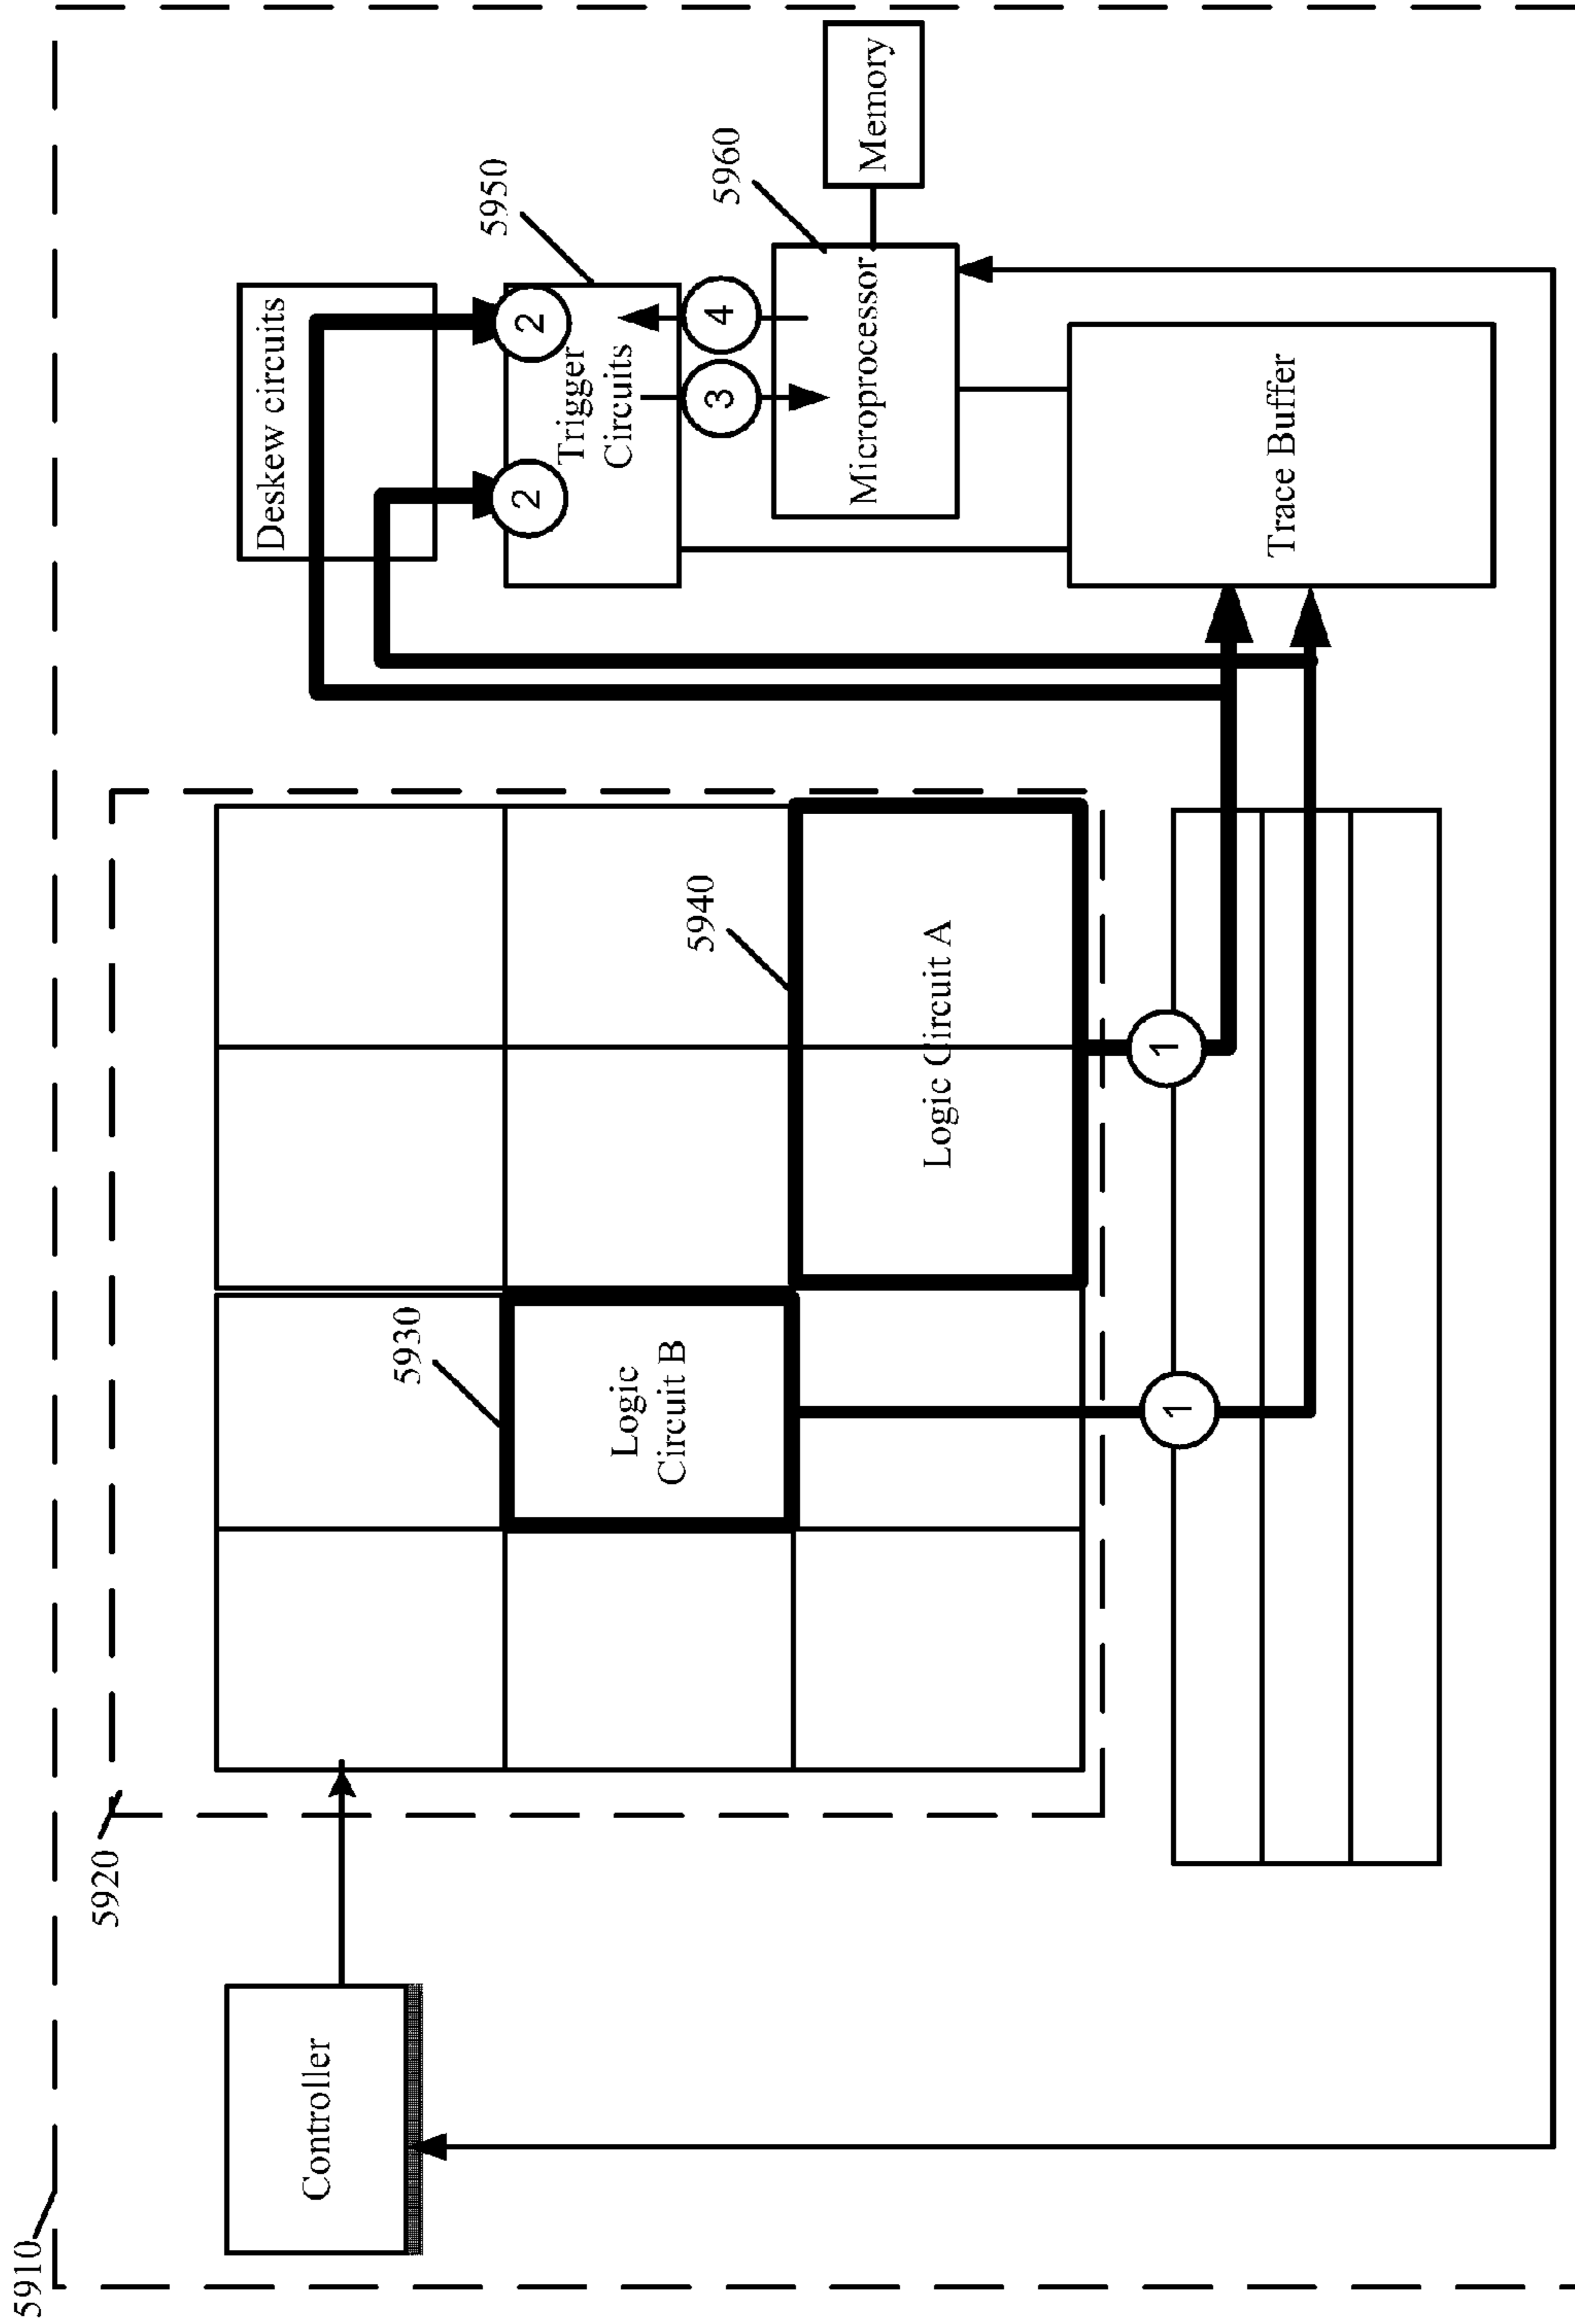 5910
5920
Controller
5930
Logic
Circuit B
5940
Logic Circuit A
1
1
Deskew circuits
5950
2
2
Trigger
Circuits
3
4
5960
Microprocessor
Memory
Trace Buffer